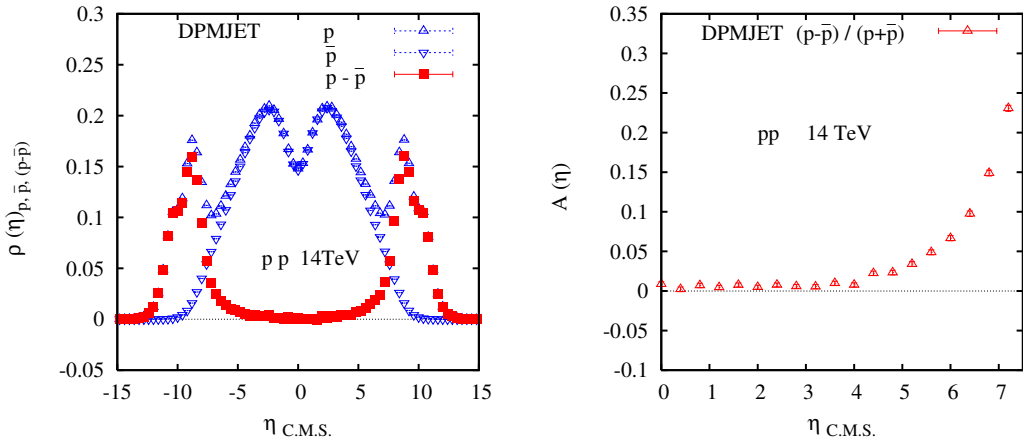 DPMJET p
p̄
p - p̄
p p 14TeV
ρ (η)p, p̄, (p-p̄)
0.3
0.25
0.2
0.15
0.1
0.05
0
-0.05
-15 -10 -5 0 5 10 15
η C.M.S.
DPMJET (p-p̄) / (p+p̄)
pp 14 TeV
A (η)
0.35
0.3
0.25
0.2
0.15
0.1
0.05
0
-0.05
-0.1
0 1 2 3 4 5 6 7
η C.M.S.